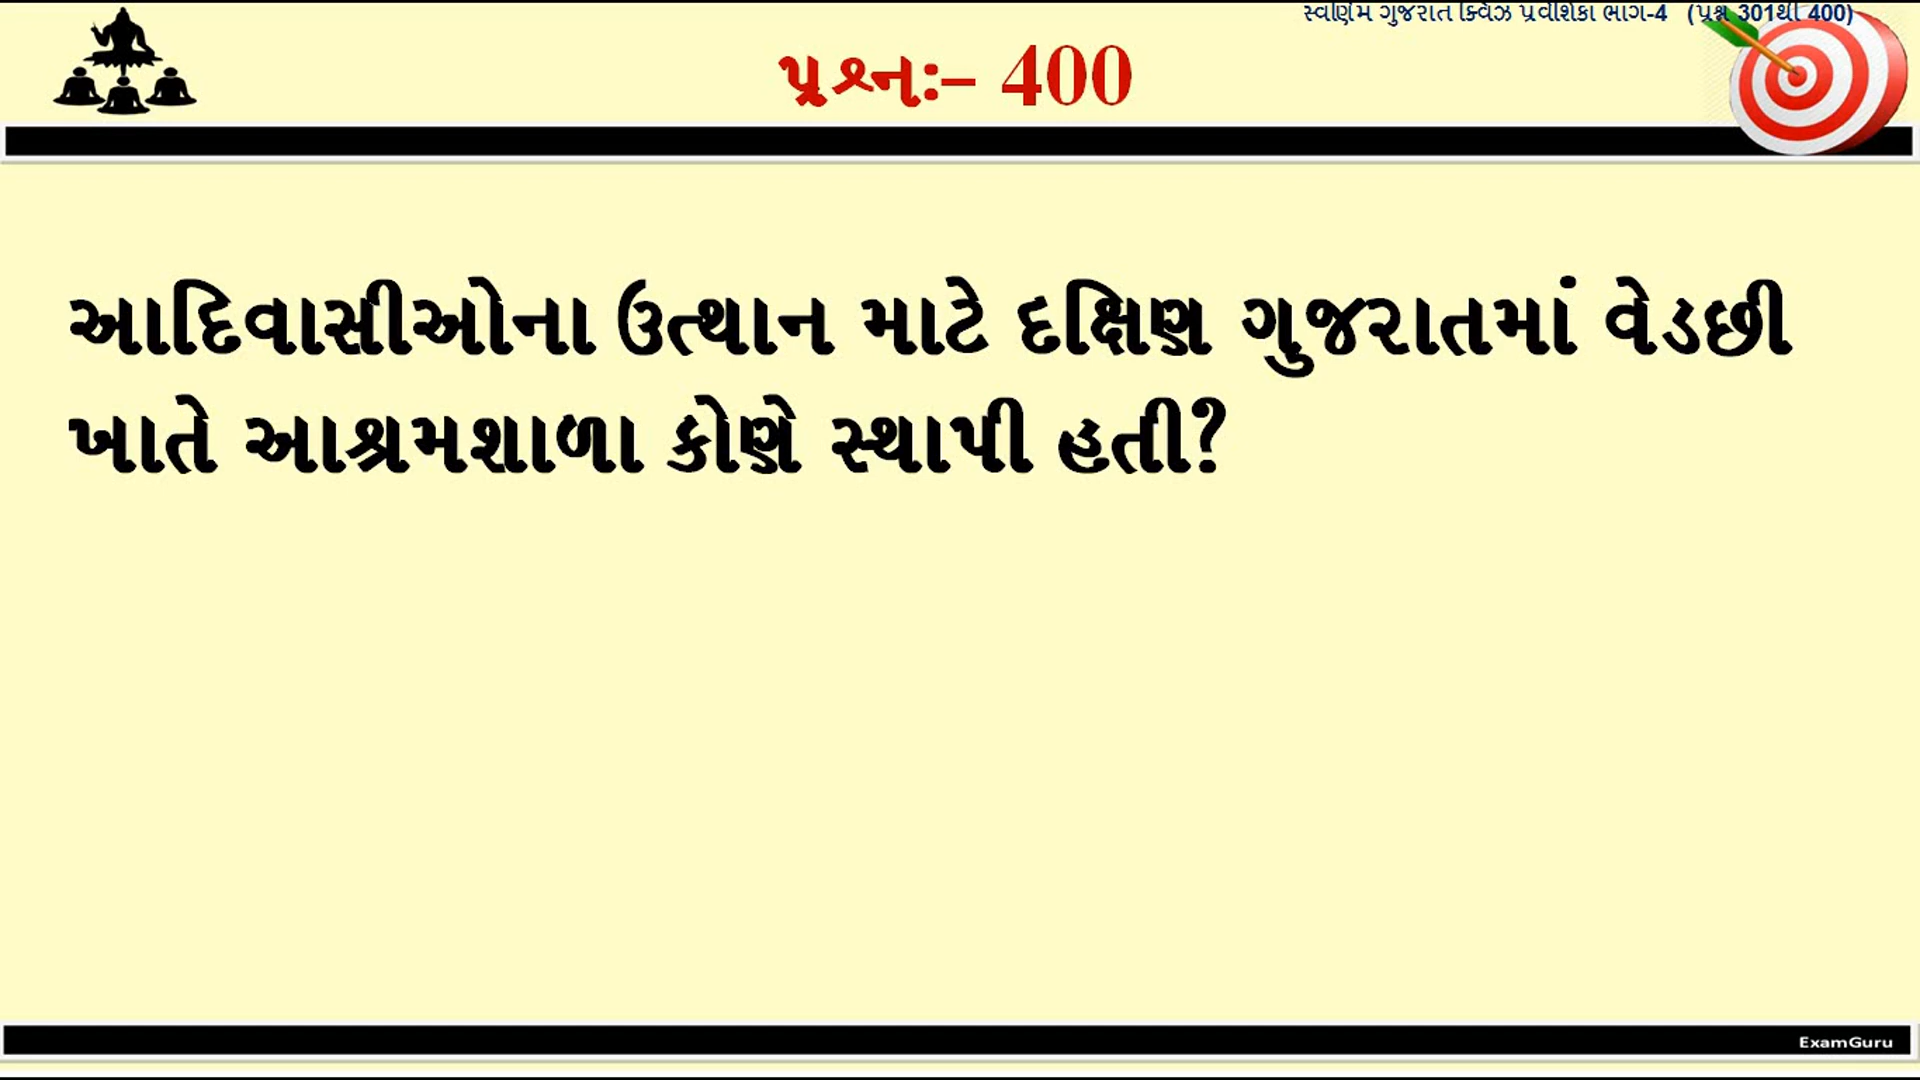 સ્વર્ણિમ ગુજરાત ક્વિઝ પ્રવેશિકા ભાગ-4 (પ્રશ્ન 301થી 400)
પ્રશ્નઃ– 400
આદિવાસીઓના ઉત્થાન માટે દક્ષિણ ગુજરાતમાં વેડછી
ખાતે આશ્રમશાળા કોણે સ્થાપી હતી?
ExamGuru